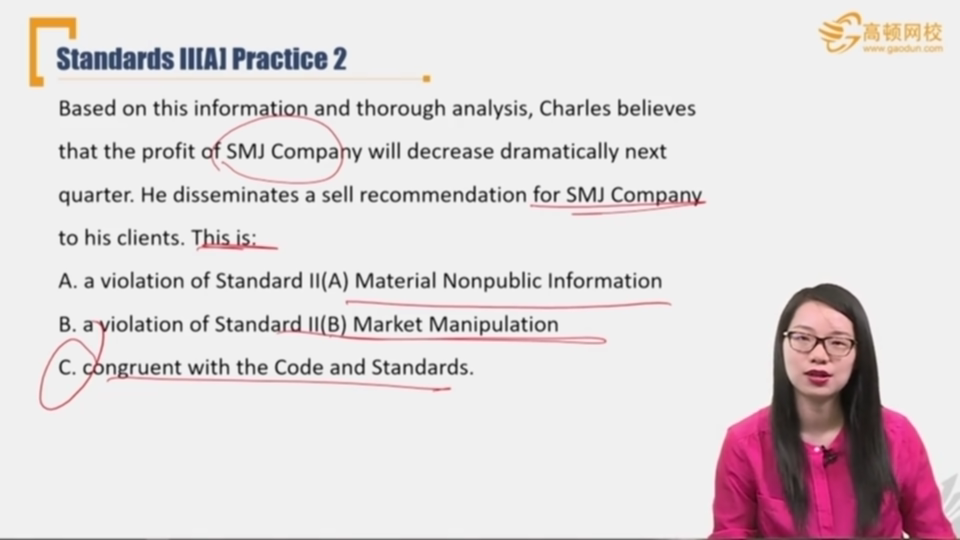 Standards II[A] Practice 2
高顿网校
www.gaodun.com
Based on this information and thorough analysis, Charles believes
that the profit of SMJ Company will decrease dramatically next
quarter. He disseminates a sell recommendation for SMJ Company
to his clients. This is:
A. a violation of Standard II(A) Material Nonpublic Information
B. a violation of Standard II(B) Market Manipulation
C. congruent with the Code and Standards.